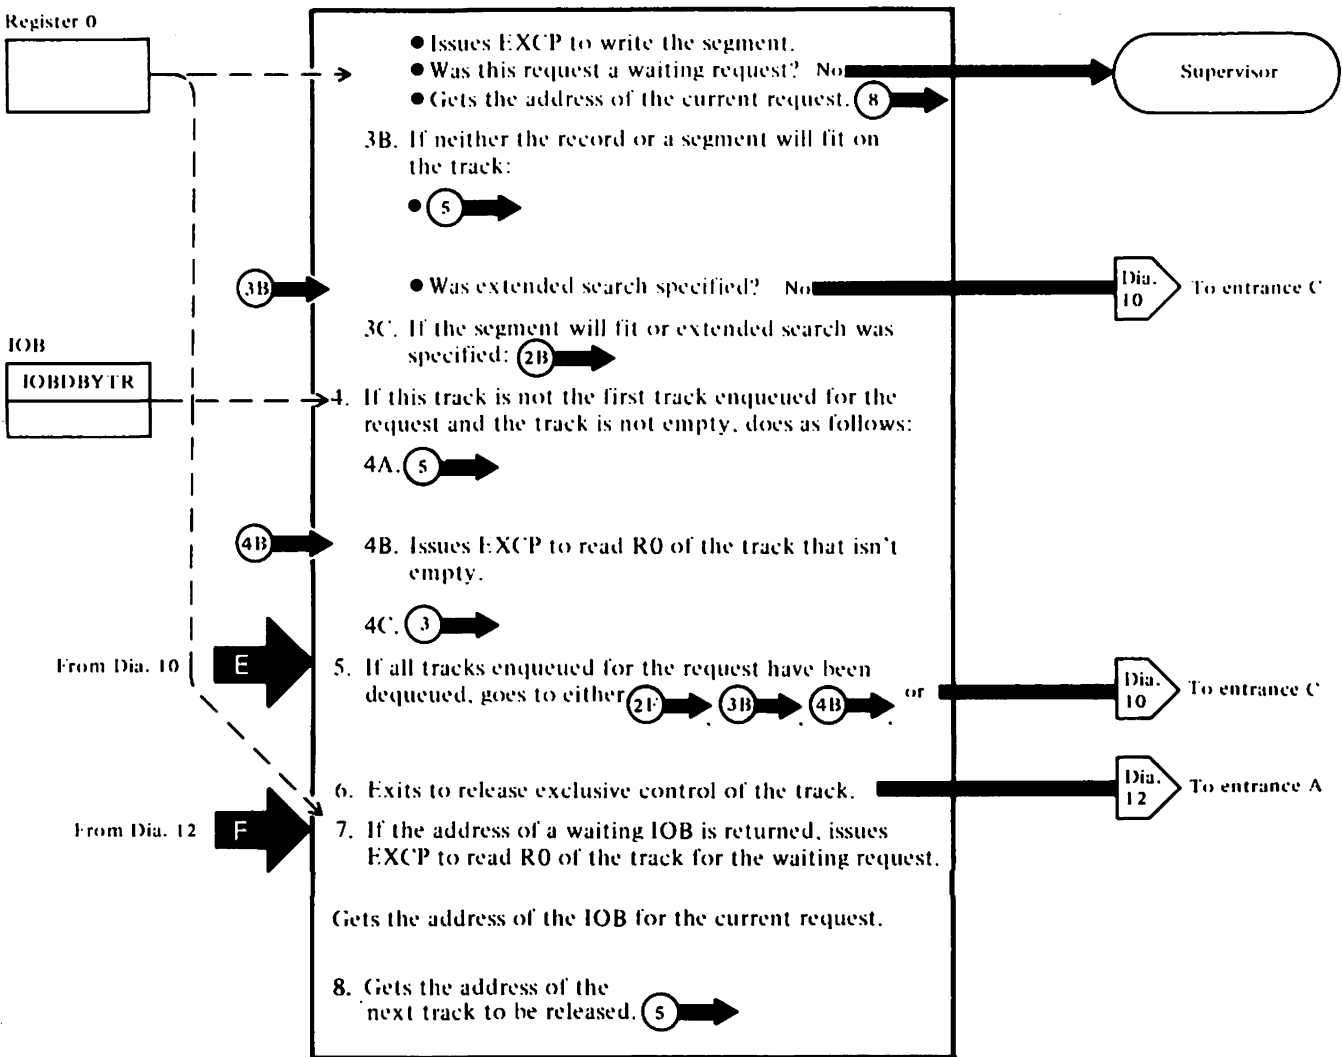 Register 0
● Issues EXCP to write the segment.
● Was this request a waiting request? No
Supervisor
● Gets the address of the current request. 8
3B. If neither the record or a segment will fit on
the track:
● 5
3B
● Was extended search specified? No
Dia.
10
To entrance C
3C. If the segment will fit or extended search was
specified: 2B
IOB
IOBDBYTR
4. If this track is not the first track enqueued for the
request and the track is not empty, does as follows:
4A. 5
4B
4B. Issues EXCP to read R0 of the track that isn't
empty.
4C. 3
From Dia. 10
E
5. If all tracks enqueued for the request have been
dequeued, goes to either 2F , 3B , 4B , or
Dia.
10
To entrance C
6. Exits to release exclusive control of the track.
Dia.
12
To entrance A
From Dia. 12
F
7. If the address of a waiting IOB is returned, issues
EXCP to read R0 of the track for the waiting request.
Gets the address of the IOB for the current request.
8. Gets the address of the
next track to be released. 5